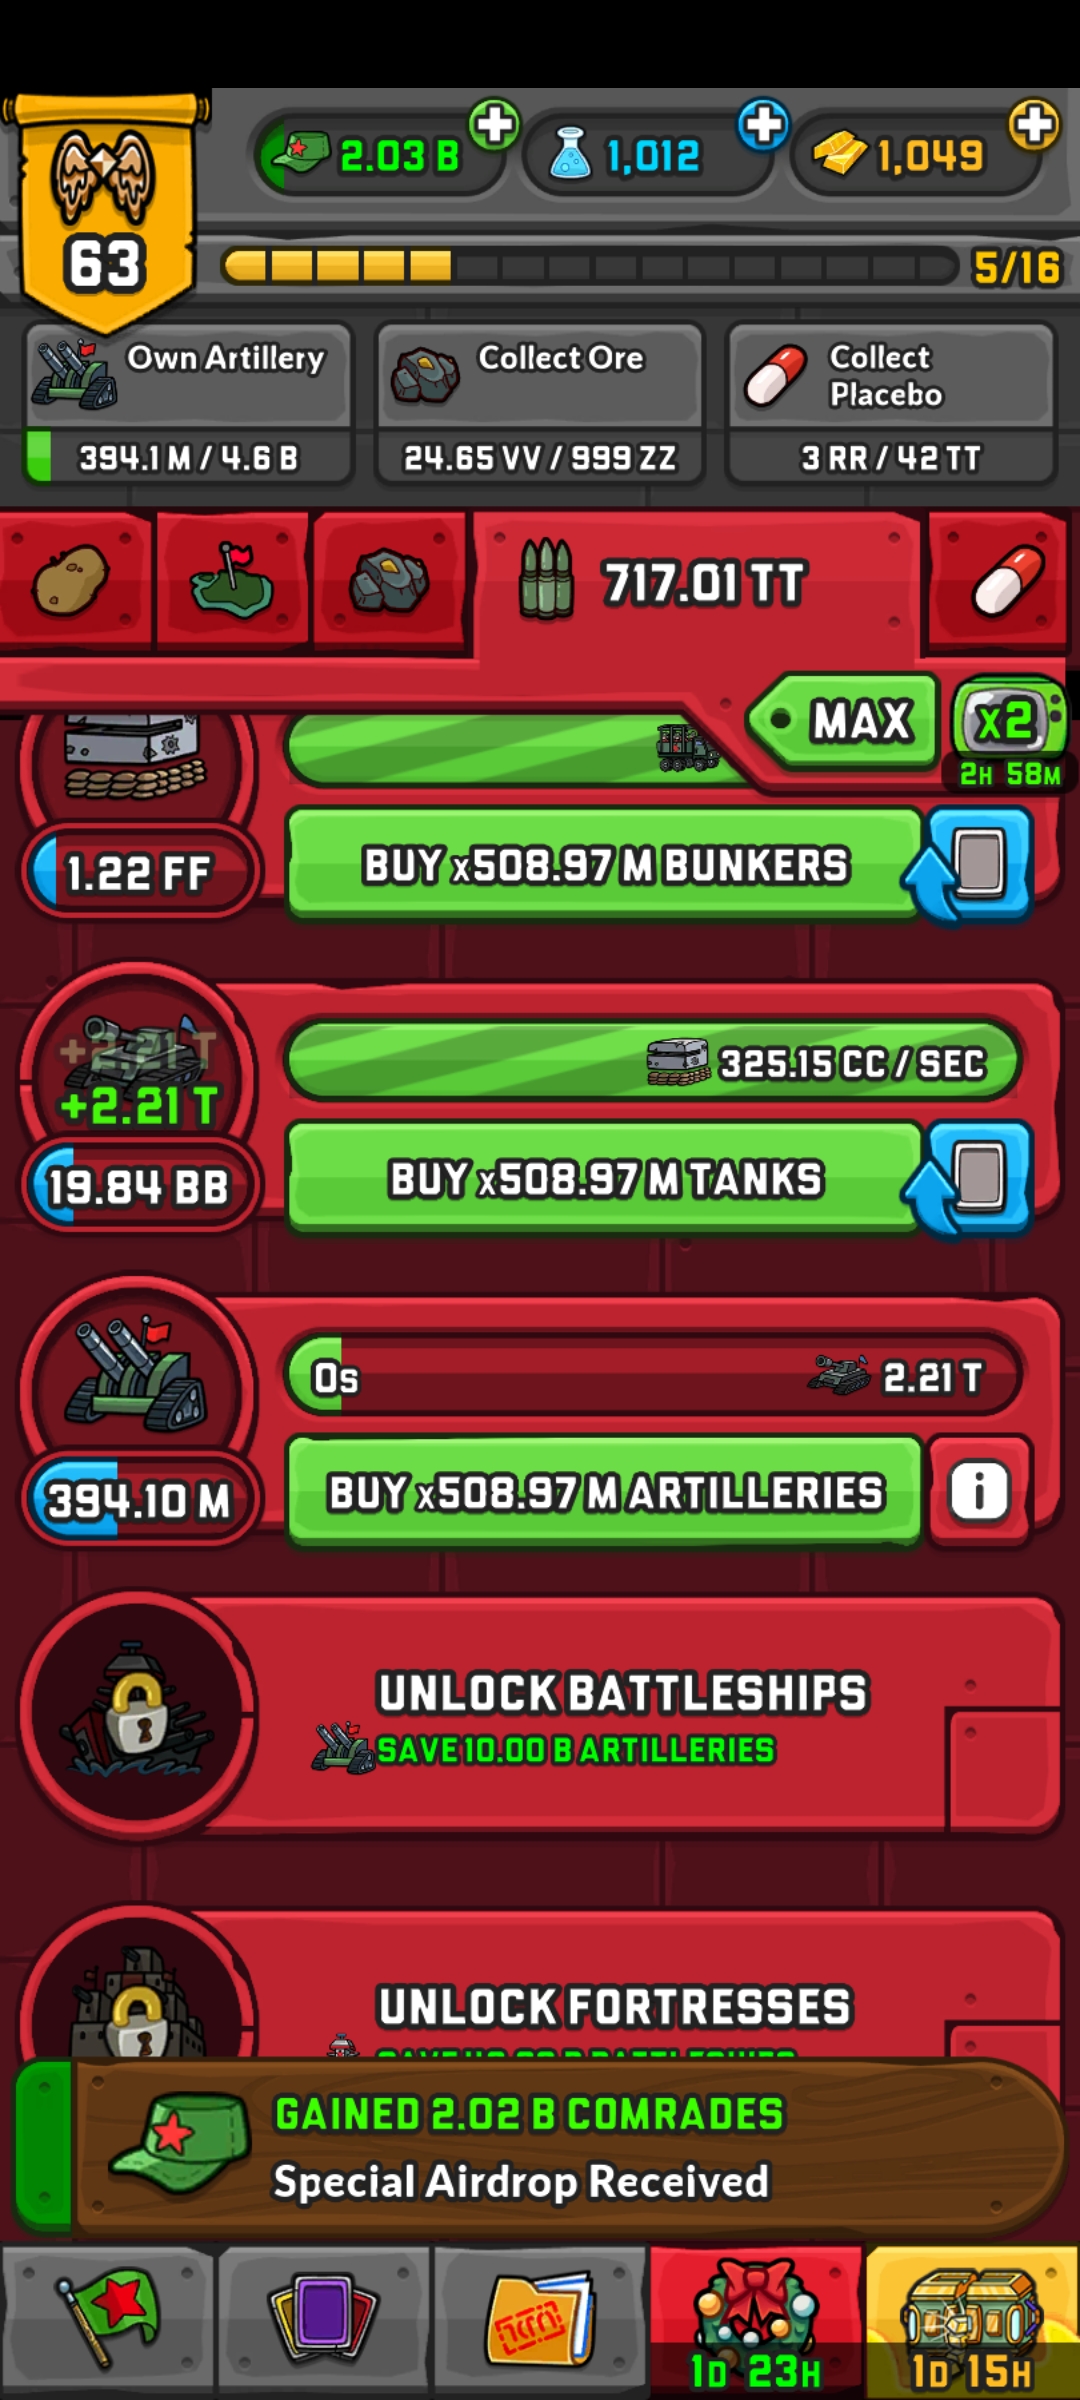 2.03 B
1,012
1,049
63
5/16
Own Artillery
394.1 M / 4.6 B
Collect Ore
24.65 VV / 999 ZZ
Collect
Placebo
3 RR / 42 TT
717.01 TT
MAX
x2
2H 58M
1.22 FF
BUY x508.97 M BUNKERS
+2.21 T
+2.21 T
19.84 BB
325.15 CC / SEC
BUY x508.97 M TANKS
0s
2.21 T
394.10 M
BUY x508.97 M ARTILLERIES
i
UNLOCK BATTLESHIPS
SAVE 10.00 B ARTILLERIES
UNLOCK FORTRESSES
GAINED 2.02 B COMRADES
Special Airdrop Received
1D 23H
1D 15H